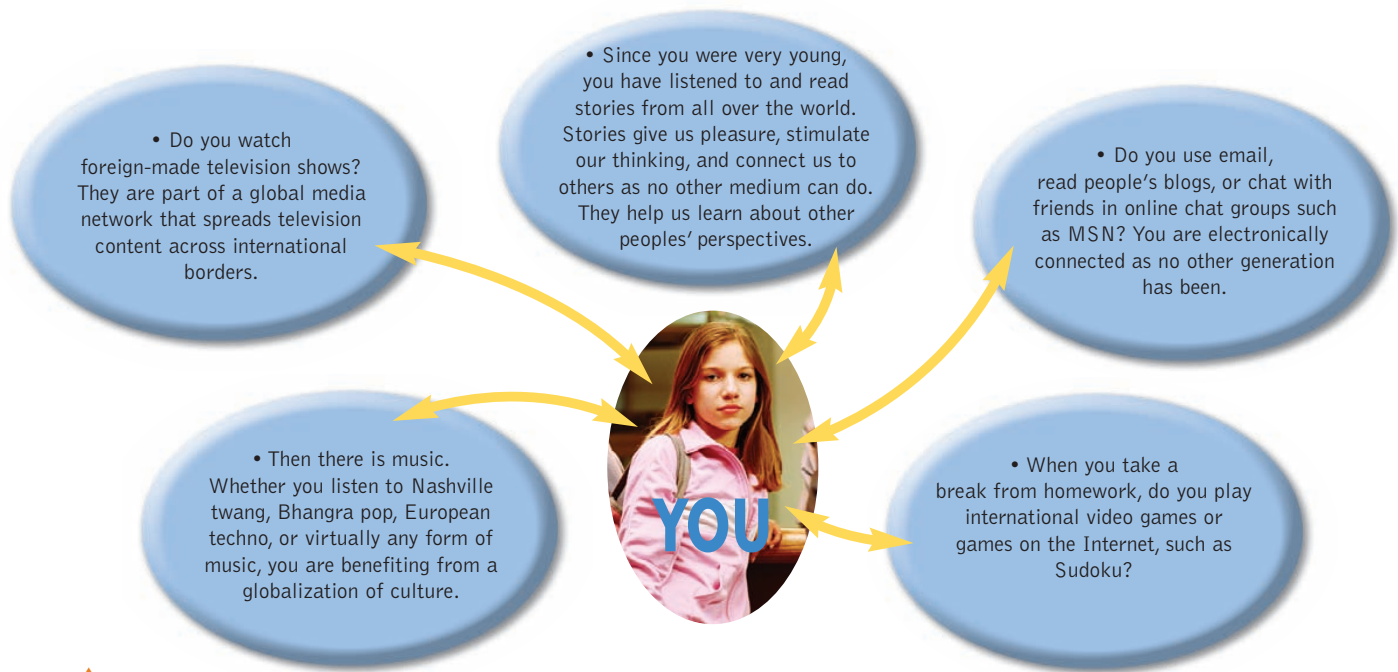 • Do you watch
foreign-made television shows?
They are part of a global media
network that spreads television
content across international
borders.
• Since you were very young,
you have listened to and read
stories from all over the world.
Stories give us pleasure, stimulate
our thinking, and connect us to
others as no other medium can do.
They help us learn about other
peoples’ perspectives.
• Do you use email,
read people’s blogs, or chat with
friends in online chat groups such
as MSN? You are electronically
connected as no other generation
has been.
• Then there is music.
Whether you listen to Nashville
twang, Bhangra pop, European
techno, or virtually any form of
music, you are benefiting from a
globalization of culture.
YOU
• When you take a
break from homework, do you play
international video games or
games on the Internet, such as
Sudoku?